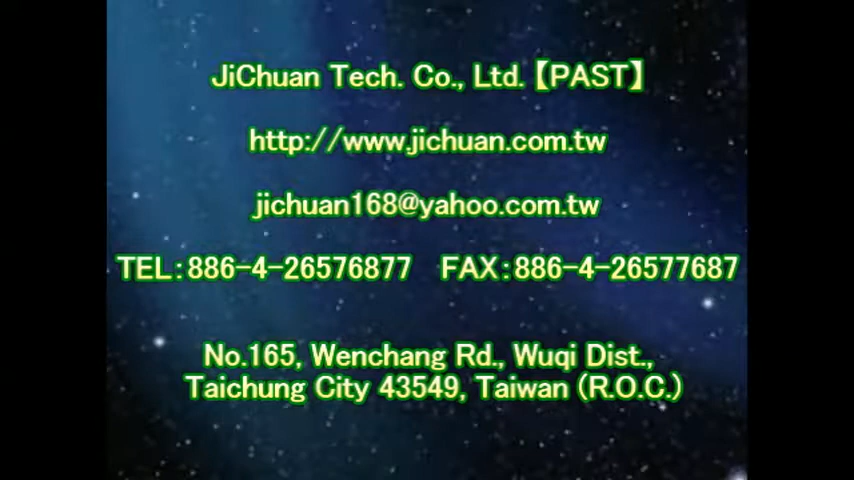 JiChuan Tech. Co., Ltd.【PAST】
http://www.jichuan.com.tw
jichuan168@yahoo.com.tw
TEL:886-4-26576877 FAX:886-4-26577687
No.165, Wenchang Rd., Wuqi Dist.,
Taichung City 43549, Taiwan (R.O.C.)